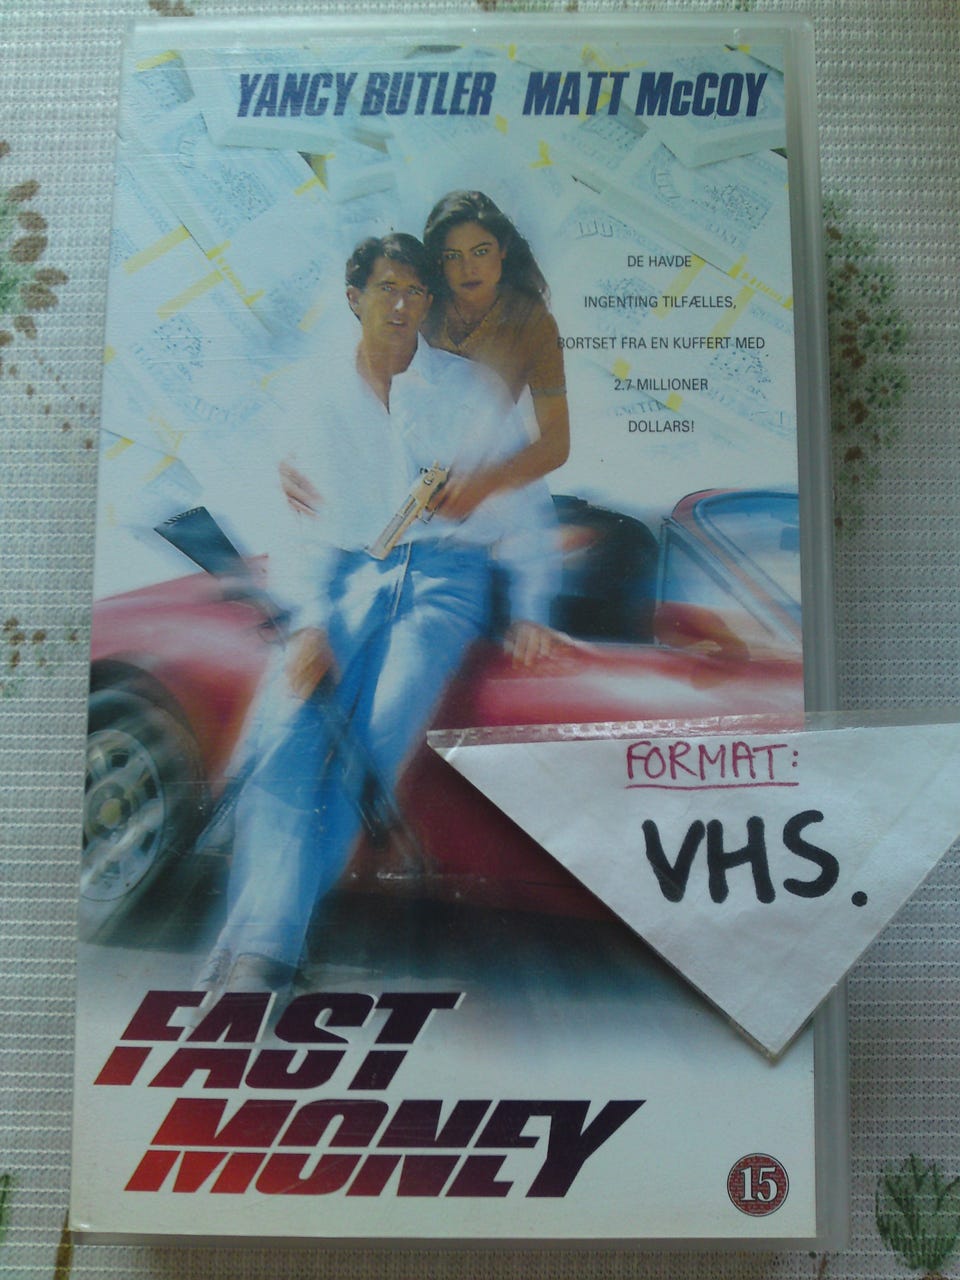 YANCY BUTLER MATT McCOY
DE HAVDE
INGENTING TILFÆLLES,
BORTSET FRA EN KUFFERT MED
2.7 MILLIONER
DOLLARS!
FORMAT:
VHS.
FAST
MONEY
15